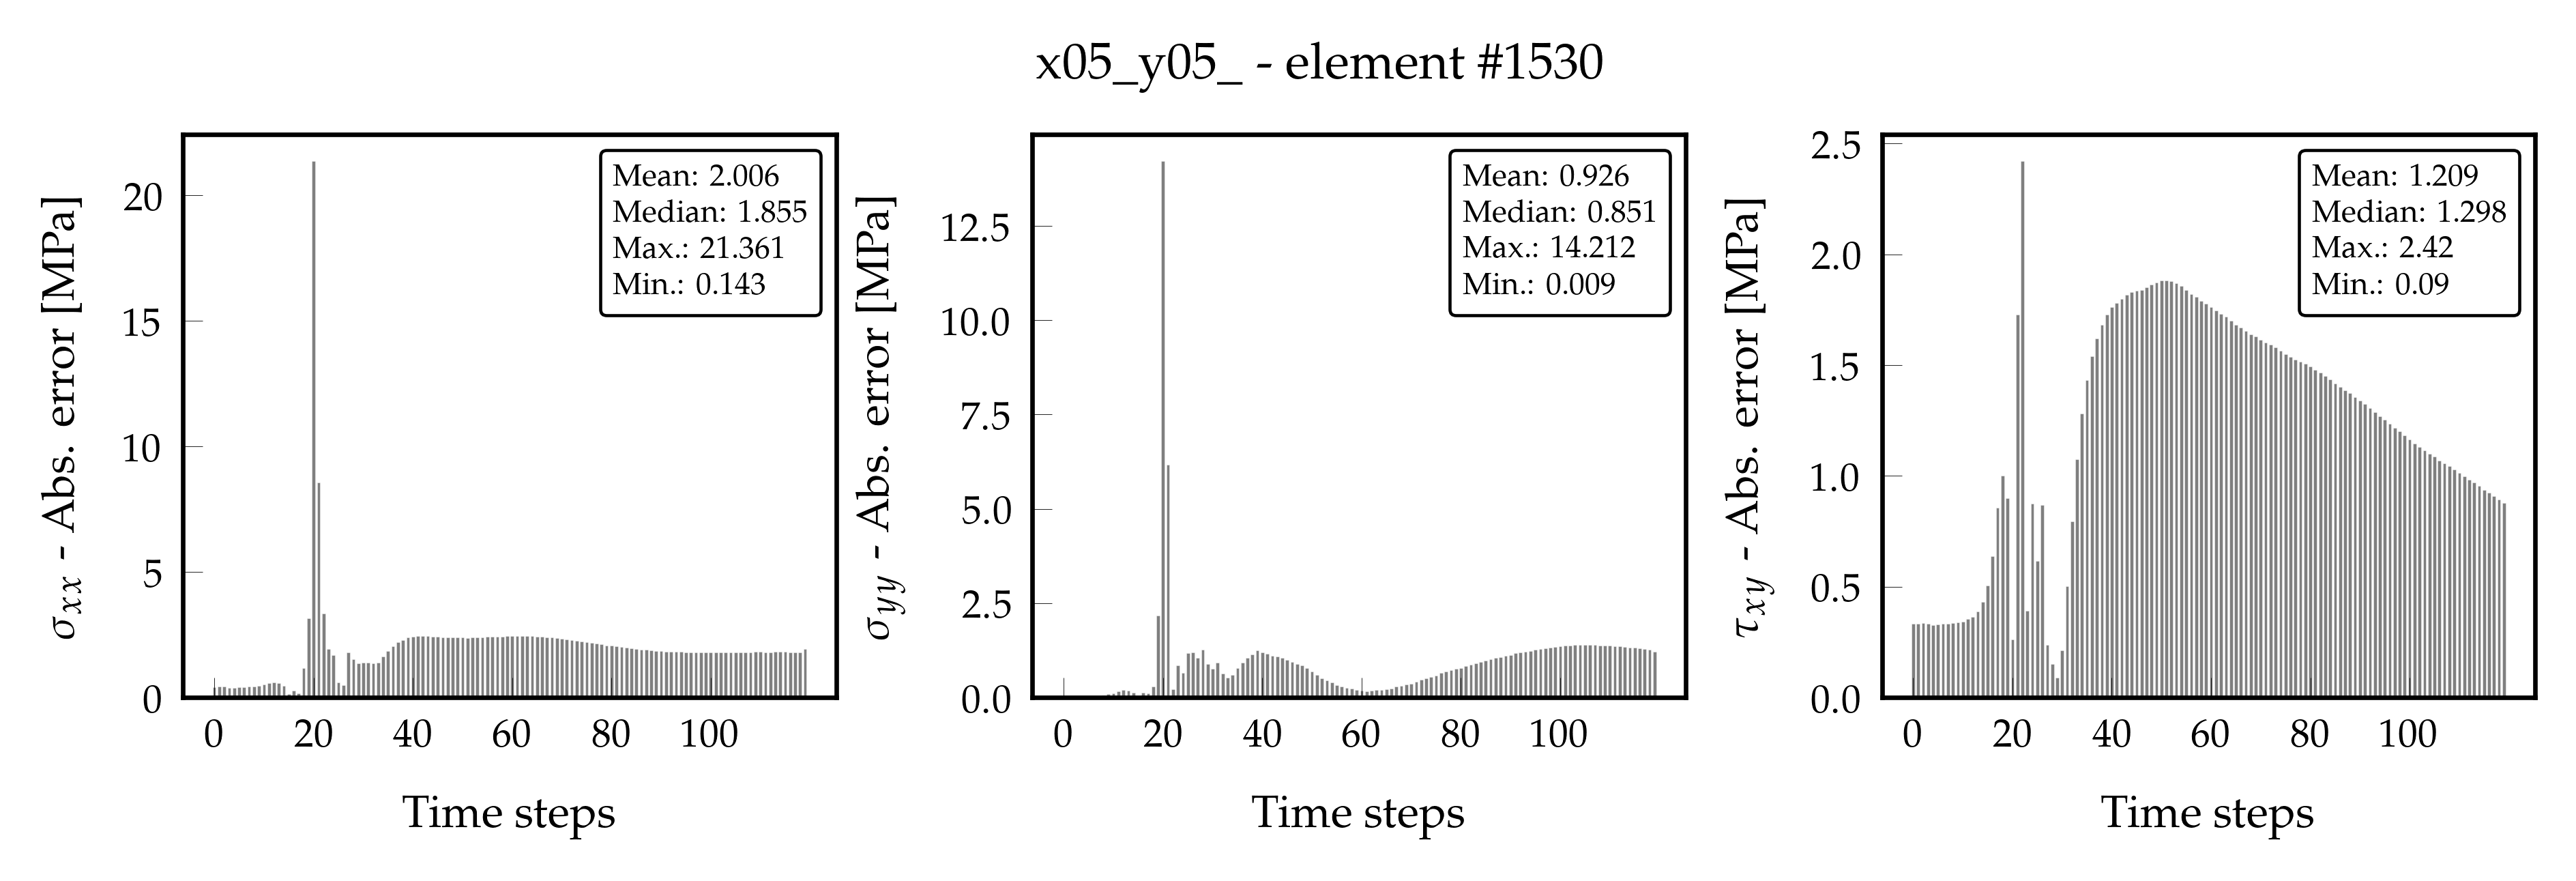 x05_y05_ - element #1530
σxx - Abs. error [MPa]
20
15
10
5
0
0 20 40 60 80 100
Time steps
Mean: 2.006
Median: 1.855
Max.: 21.361
Min.: 0.143
σyy - Abs. error [MPa]
12.5
10.0
7.5
5.0
2.5
0.0
0 20 40 60 80 100
Time steps
Mean: 0.926
Median: 0.851
Max.: 14.212
Min.: 0.009
τxy - Abs. error [MPa]
2.5
2.0
1.5
1.0
0.5
0.0
0 20 40 60 80 100
Time steps
Mean: 1.209
Median: 1.298
Max.: 2.42
Min.: 0.09